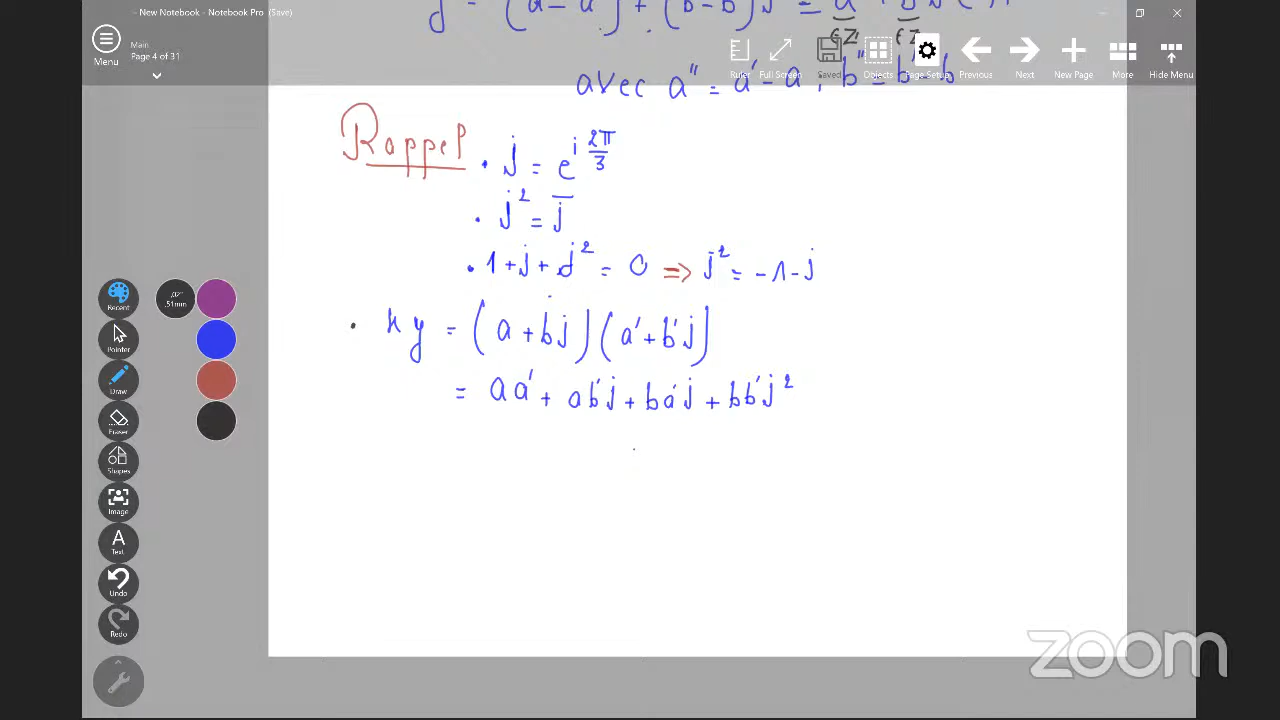 – New Notebook - Notebook Pro (Save)
Menu
Main
Page 4 of 31
Ruler
Full Screen
Saved
Objects
Page Setup
Previous
Next
New Page
More
Hide Menu
∈ℤ ∈ℤ
avec a'' = a' - a , b'' = b' - b
Rappel
• j = e^{i 2π/3}
• j² = j̅
• 1 + j + j² = 0 ⇒ j² = -1 - j
• x y = (a + bj)(a' + b'j)
= aa' + ab'j + ba'j + bb'j²
Recent
.02"
.51mm
Pointer
Draw
Eraser
Shapes
Image
A
Text
Undo
Redo
zoom